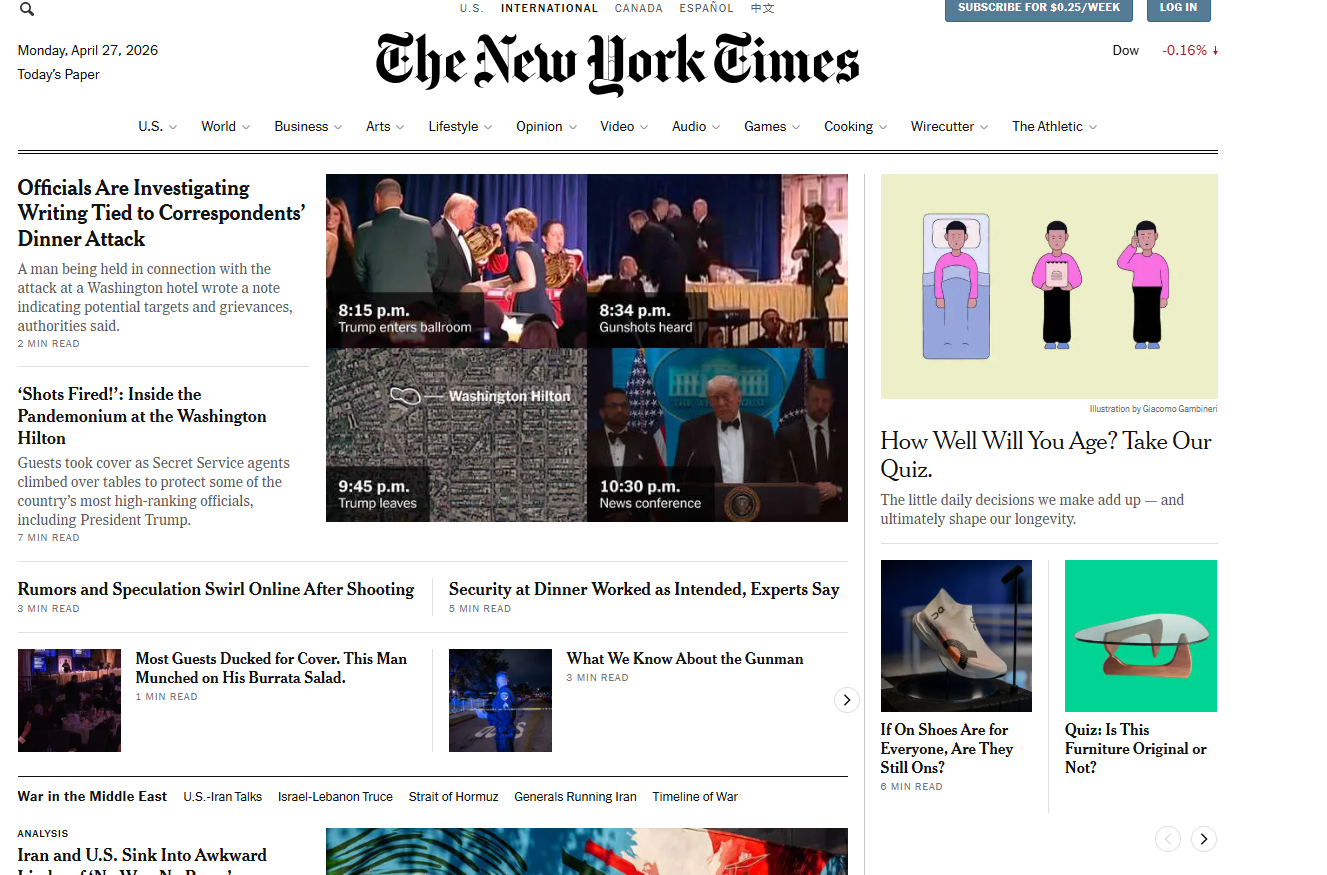 U.S. INTERNATIONAL CANADA ESPAÑOL 中文
SUBSCRIBE FOR $0.25/WEEK LOG IN
Monday, April 27, 2026
Today's Paper
The New York Times
Dow -0.16% ↓
U.S. World Business Arts Lifestyle Opinion Video Audio Games Cooking Wirecutter The Athletic
Officials Are Investigating
Writing Tied to Correspondents’
Dinner Attack
A man being held in connection with the
attack at a Washington hotel wrote a note
indicating potential targets and grievances,
authorities said.
2 MIN READ
‘Shots Fired!’: Inside the
Pandemonium at the Washington
Hilton
Guests took cover as Secret Service agents
climbed over tables to protect some of the
country’s most high-ranking officials,
including President Trump.
7 MIN READ
8:15 p.m.
Trump enters ballroom
8:34 p.m.
Gunshots heard
Washington Hilton
9:45 p.m.
Trump leaves
10:30 p.m.
News conference
Rumors and Speculation Swirl Online After Shooting
3 MIN READ
Security at Dinner Worked as Intended, Experts Say
5 MIN READ
Most Guests Ducked for Cover. This Man
Munched on His Burrata Salad.
1 MIN READ
What We Know About the Gunman
3 MIN READ
War in the Middle East U.S.-Iran Talks Israel-Lebanon Truce Strait of Hormuz Generals Running Iran Timeline of War
ANALYSIS
Iran and U.S. Sink Into Awkward
Illustration by Giacomo Gambineri
How Well Will You Age? Take Our
Quiz.
The little daily decisions we make add up — and
ultimately shape our longevity.
If On Shoes Are for
Everyone, Are They
Still Ons?
6 MIN READ
Quiz: Is This
Furniture Original or
Not?